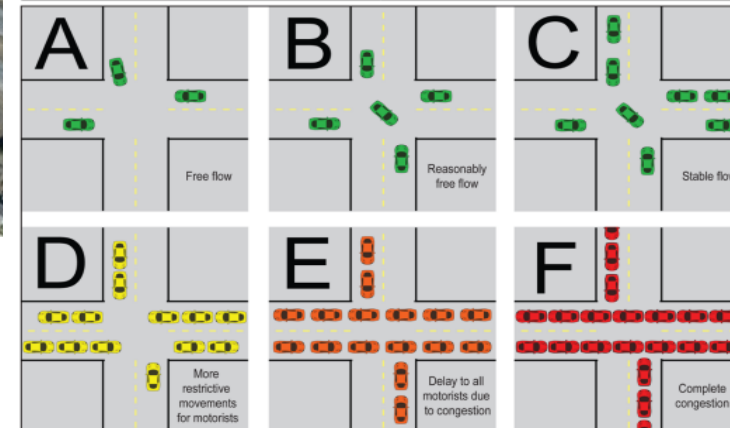 A
Free flow
B
Reasonably
free flow
C
Stable
D
More
restrictive
movements
for motorists
E
Delay to all
motorists due
to congestion
F
Complete
congestion